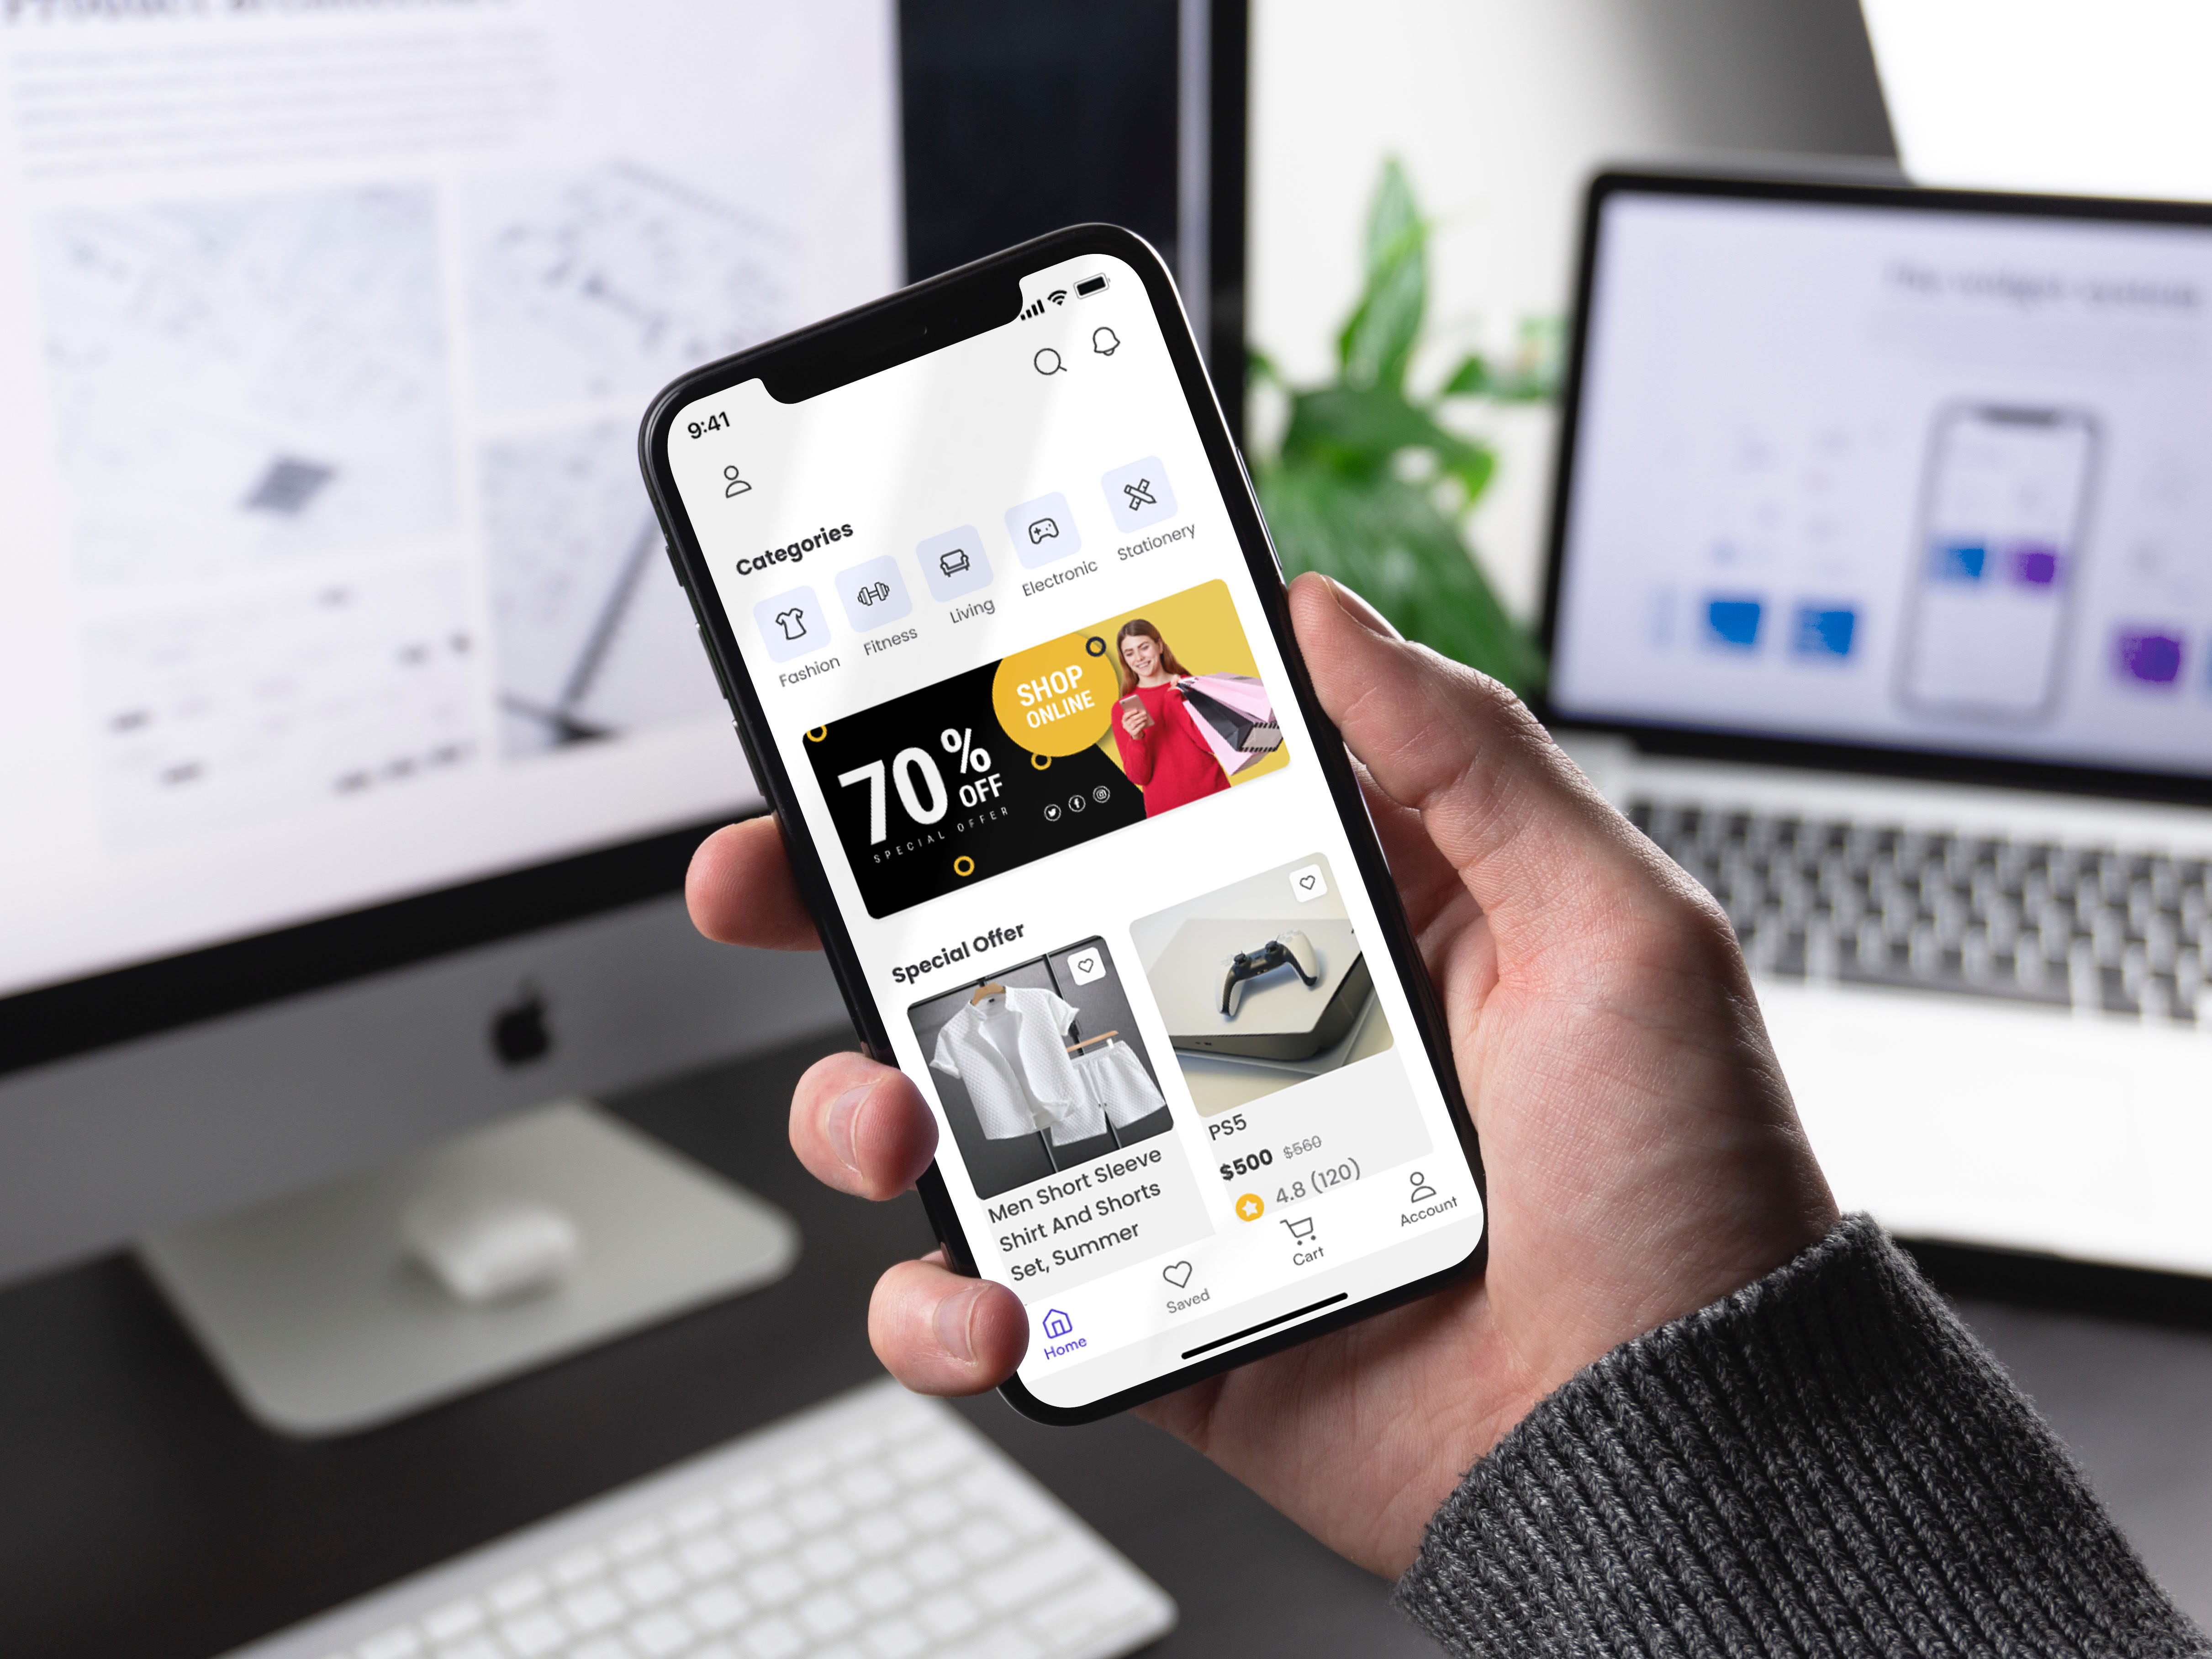 9:41
Categories
Fashion
Fitness
Living
Electronic
Stationery
SHOP
ONLINE
70%
OFF
SPECIAL OFFER
Special Offer
Men Short Sleeve
Shirt And Shorts
Set, Summer
PS5
$500 $560
4.8 (120)
Home
Saved
Cart
Account